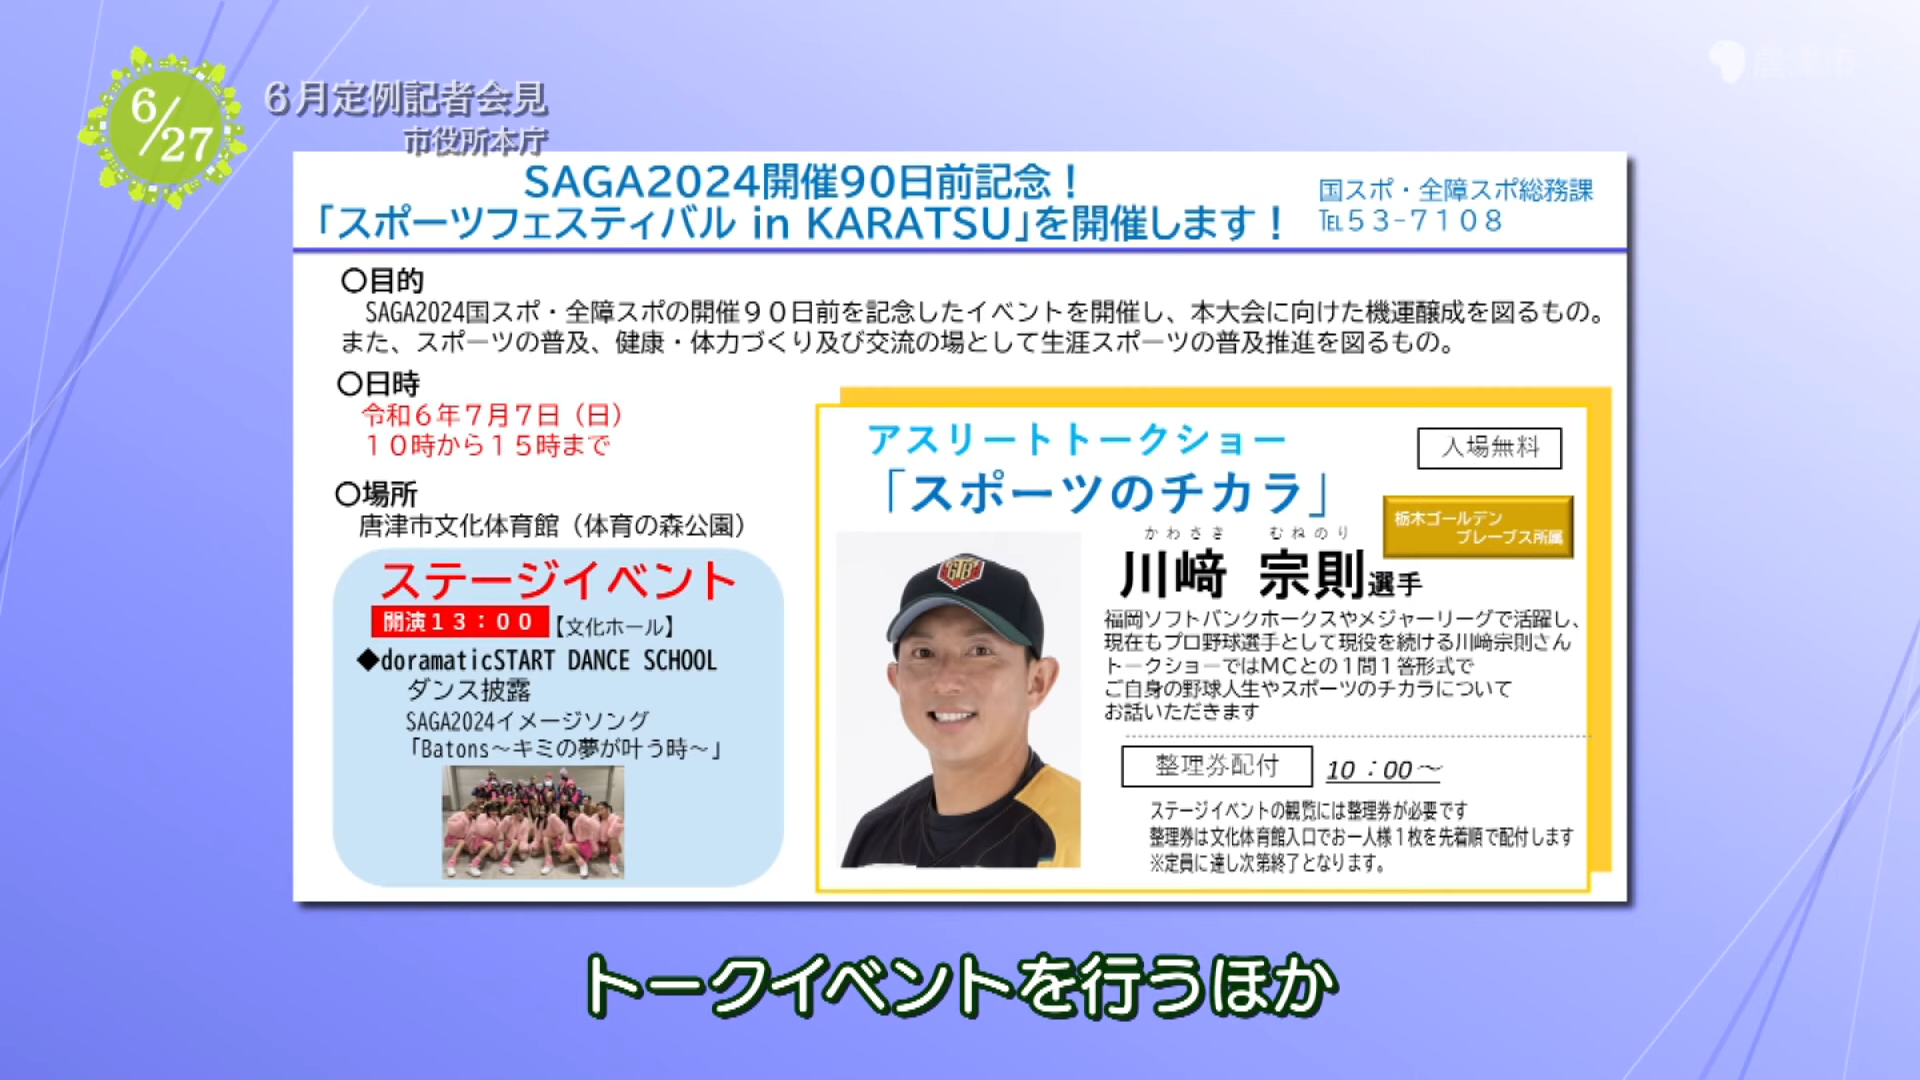 6/27
6月定例記者会見
市役所本庁
SAGA2024開催90日前記念！
「スポーツフェスティバル in KARATSU」を開催します！
国スポ・全障スポ総務課
℡５３-７１０８
〇目的
SAGA2024国スポ・全障スポの開催９０日前を記念したイベントを開催し、本大会に向けた機運醸成を図るもの。
また、スポーツの普及、健康・体力づくり及び交流の場として生涯スポーツの普及推進を図るもの。
〇日時
令和６年７月７日（日）
１０時から１５時まで
〇場所
唐津市文化体育館（体育の森公園）
ステージイベント
開演１３：００
【文化ホール】
◆doramaticSTART DANCE SCHOOL
ダンス披露
SAGA2024イメージソング
「Batons～キミの夢が叶う時～」
アスリートトークショー
「スポーツのチカラ」
入場無料
栃木ゴールデン
ブレーブス所属
かわさき むねのり
川﨑 宗則選手
福岡ソフトバンクホークスやメジャーリーグで活躍し、
現在もプロ野球選手として現役を続ける川﨑宗則さん
トークショーではMCとの１問１答形式で
ご自身の野球人生やスポーツのチカラについて
お話いただきます
整理券配付
10：00～
ステージイベントの観覧には整理券が必要です
整理券は文化体育館入口でお一人様１枚を先着順で配付します
※定員に達し次第終了となります。
トークイベントを行うほか